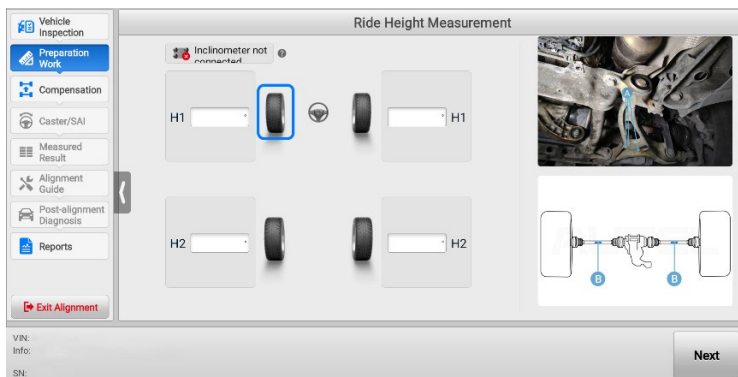 Vehicle
Inspection
Ride Height Measurement
Preparation
Work
Inclinometer not
connected
Compensation
H1
H1
Caster/SAI
Measured
Result
Alignment
Guide
Post-alignment
Diagnosis
Reports
H2
H2
A
B
B
Exit Alignment
VIN:
Info:
SN:
Next